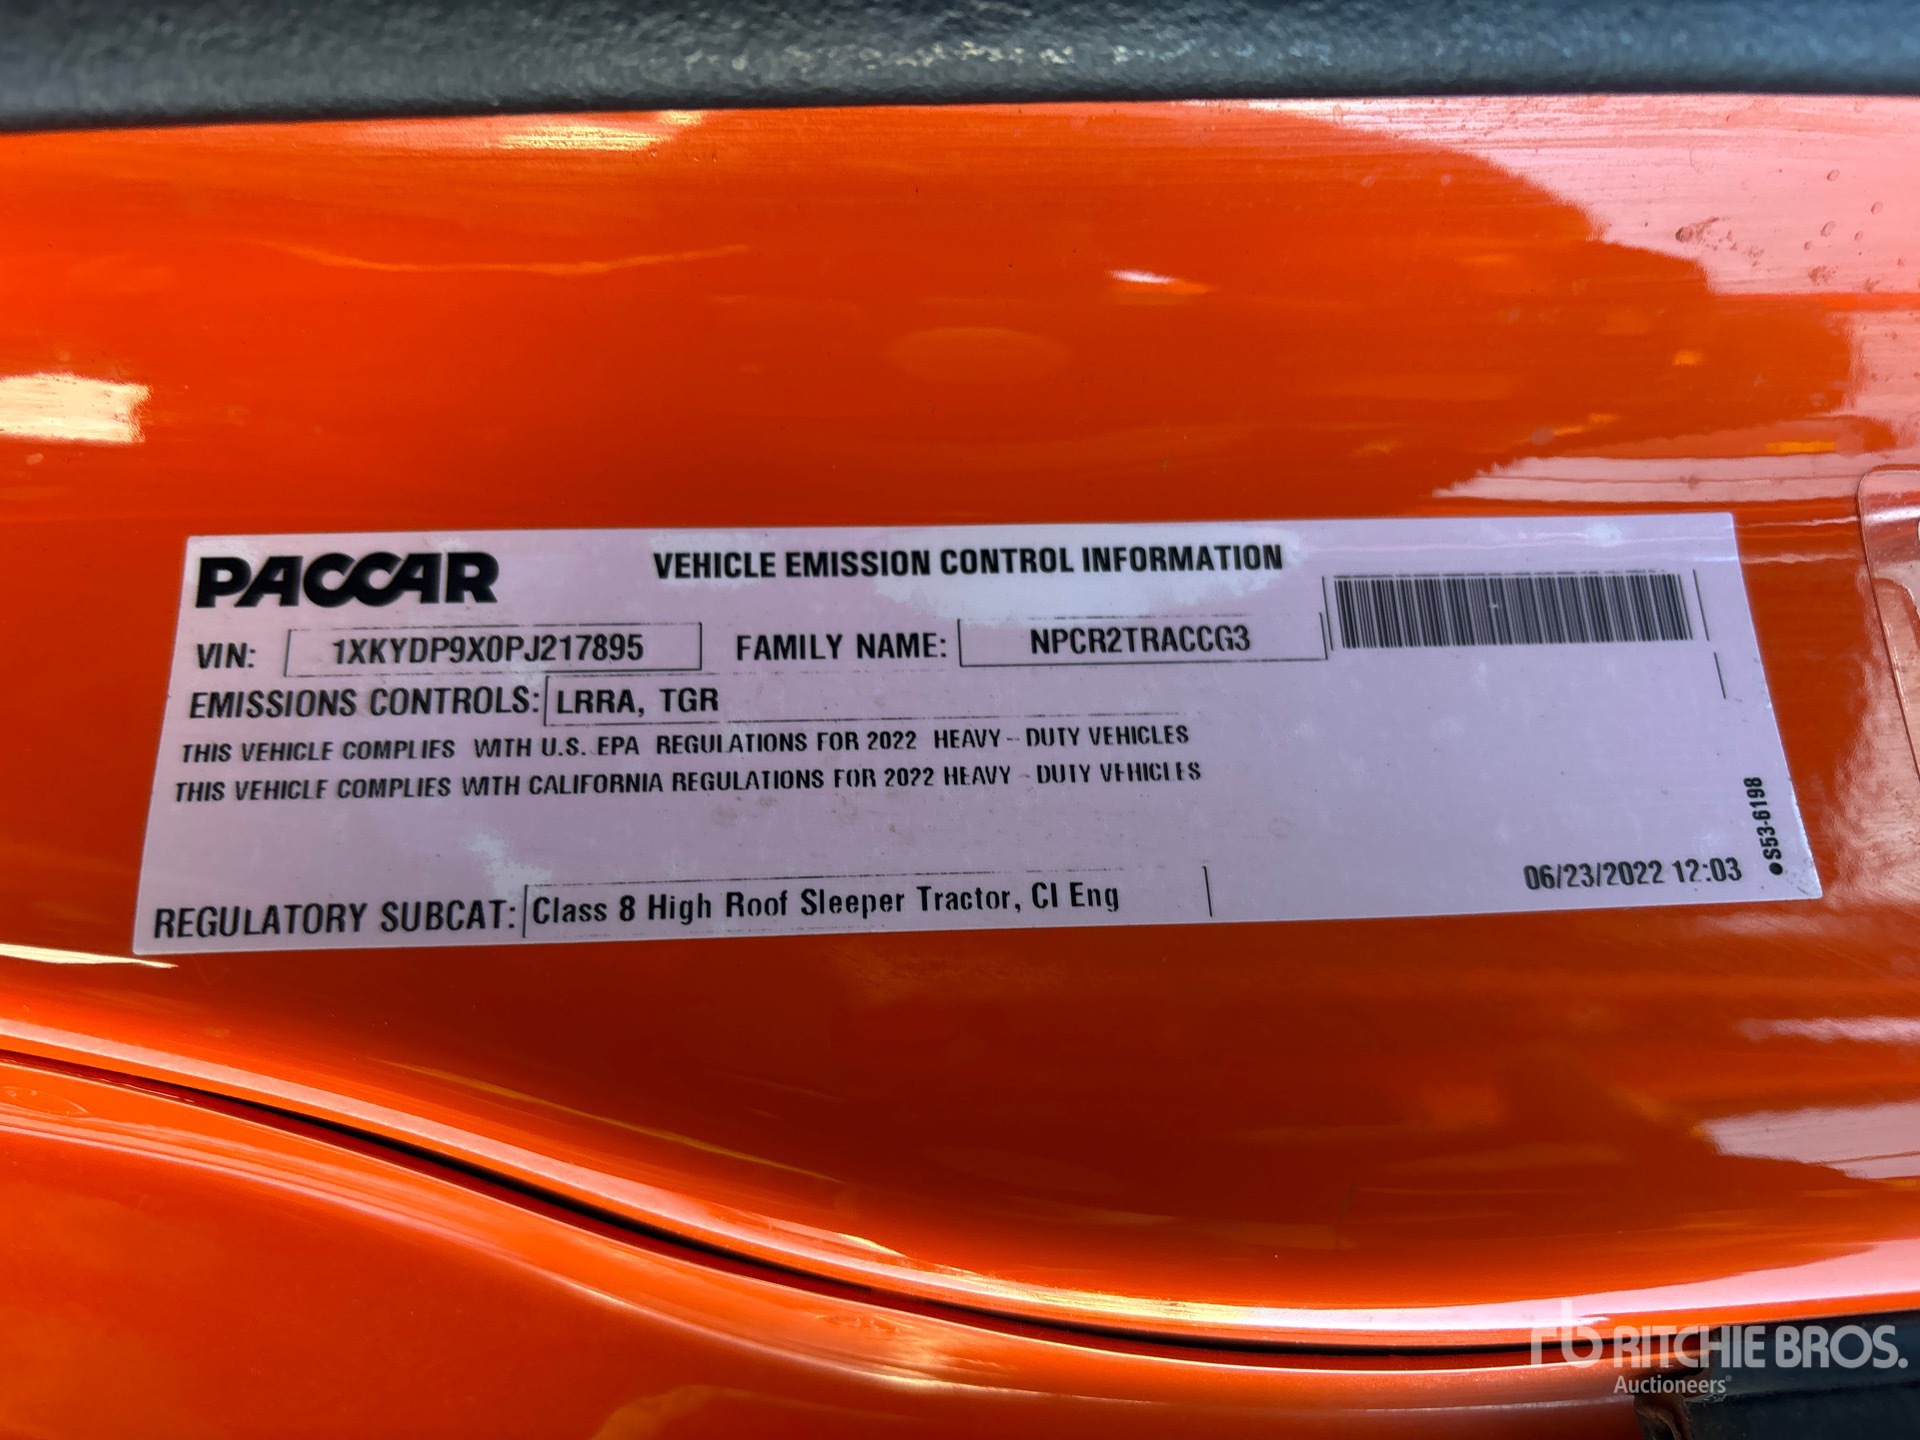 PACCAR
VEHICLE EMISSION CONTROL INFORMATION
VIN: 1XKYDP9X0PJ217895 FAMILY NAME: NPCR2TRACCG3
EMISSIONS CONTROLS: LRRA, TGR
THIS VEHICLE COMPLIES WITH U.S. EPA REGULATIONS FOR 2022 HEAVY-DUTY VEHICLES
THIS VEHICLE COMPLIES WITH CALIFORNIA REGULATIONS FOR 2022 HEAVY-DUTY VEHICLES
REGULATORY SUBCAT: Class 8 High Roof Sleeper Tractor, CI Eng
06/23/2022 12:03
●S53-6198
rb RITCHIE BROS.
Auctioneers